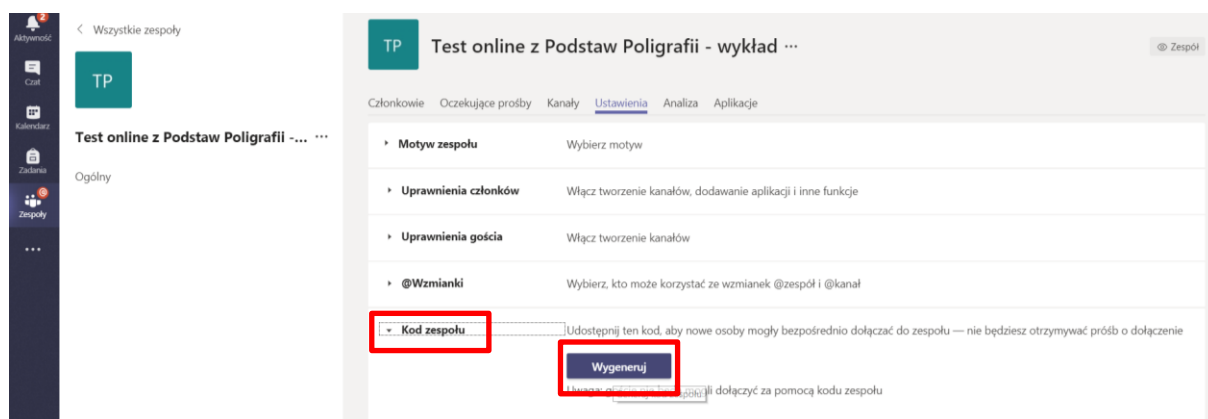 2
Aktywność
Czat
Kalendarz
Zadania
Zespoły
...
< Wszystkie zespoły
TP
Test online z Podstaw Poligrafii -... ...
Ogólny
TP
Test online z Podstaw Poligrafii - wykład ...
Zespół
Członkowie Oczekujące prośby Kanały Ustawienia Analiza Aplikacje
Motyw zespołu Wybierz motyw
Uprawnienia członków Włącz tworzenie kanałów, dodawanie aplikacji i inne funkcje
Uprawnienia gościa Włącz tworzenie kanałów
@Wzmianki Wybierz, kto może korzystać ze wzmianek @zespół i @kanał
Kod zespołu Udostępnij ten kod, aby nowe osoby mogły bezpośrednio dołączać do zespołu — nie będziesz otrzymywać próśb o dołączenie
Wygeneruj
Uwaga: dołączyć za pomocą kodu zespołu